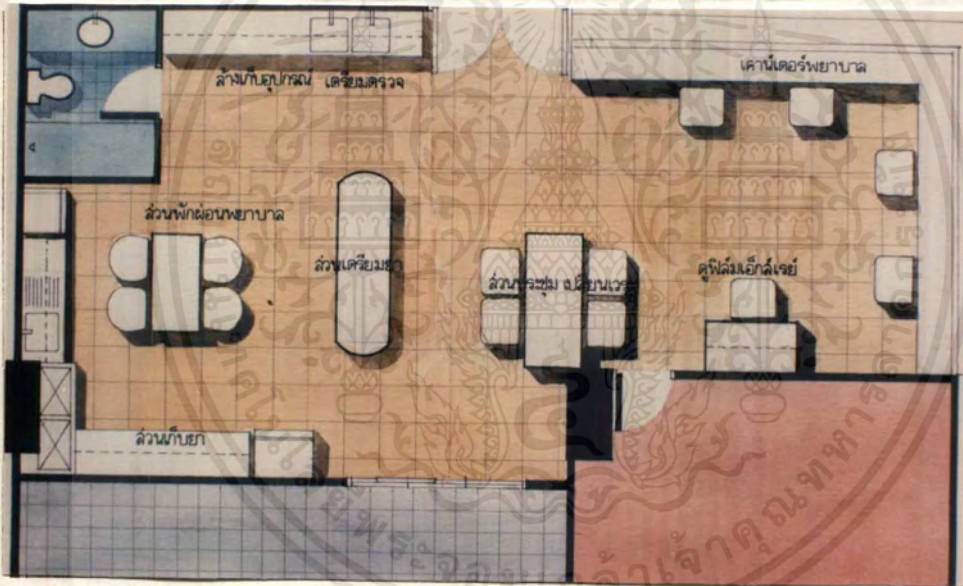 เคาน์เตอร์พยาบาล
ล้างเก็บอุปกรณ์ เตรียมตรวจ
ส่วนพักผ่อนพยาบาล
ส่วนเตรียมยา
ส่วนประชุม เปลี่ยนเวร
ดูฟิล์มเอ็กส์เรย์
ส่วนเก็บยา